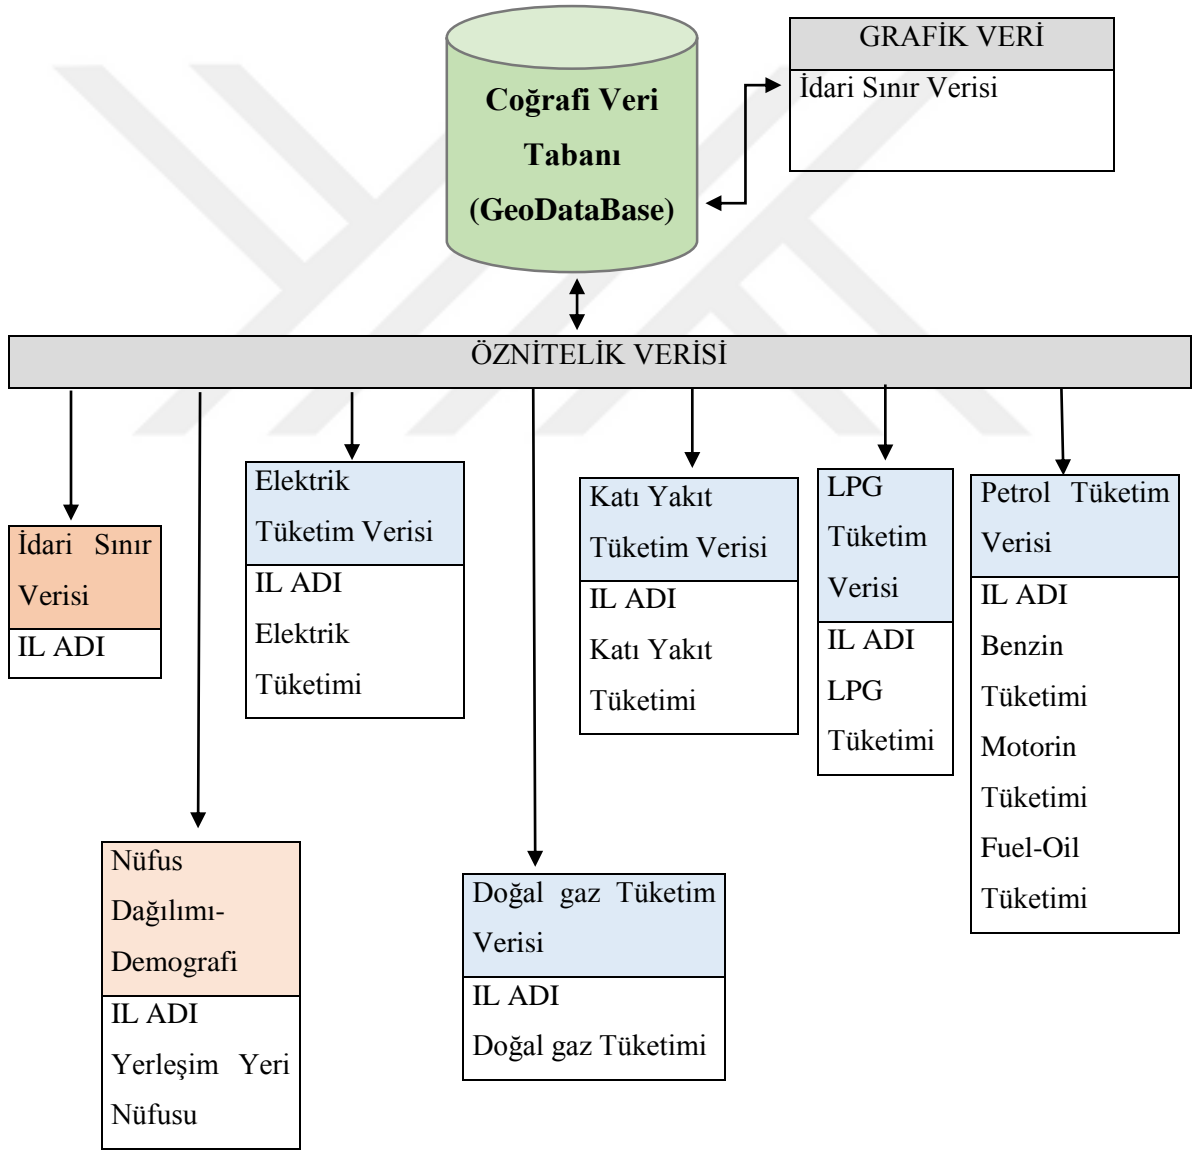 Coğrafi Veri
Tabanı
(GeoDataBase)
GRAFİK VERİ
İdari Sınır Verisi
ÖZNİTELİK VERİSİ
İdari Sınır
Verisi
IL ADI
Nüfus
Dağılımı-
Demografi
IL ADI
Yerleşim Yeri
Nüfusu
Elektrik
Tüketim Verisi
IL ADI
Elektrik
Tüketimi
Doğal gaz Tüketim
Verisi
IL ADI
Doğal gaz Tüketimi
Katı Yakıt
Tüketim Verisi
IL ADI
Katı Yakıt
Tüketimi
LPG
Tüketim
Verisi
IL ADI
LPG
Tüketimi
Petrol Tüketim
Verisi
IL ADI
Benzin
Tüketimi
Motorin
Tüketimi
Fuel-Oil
Tüketimi